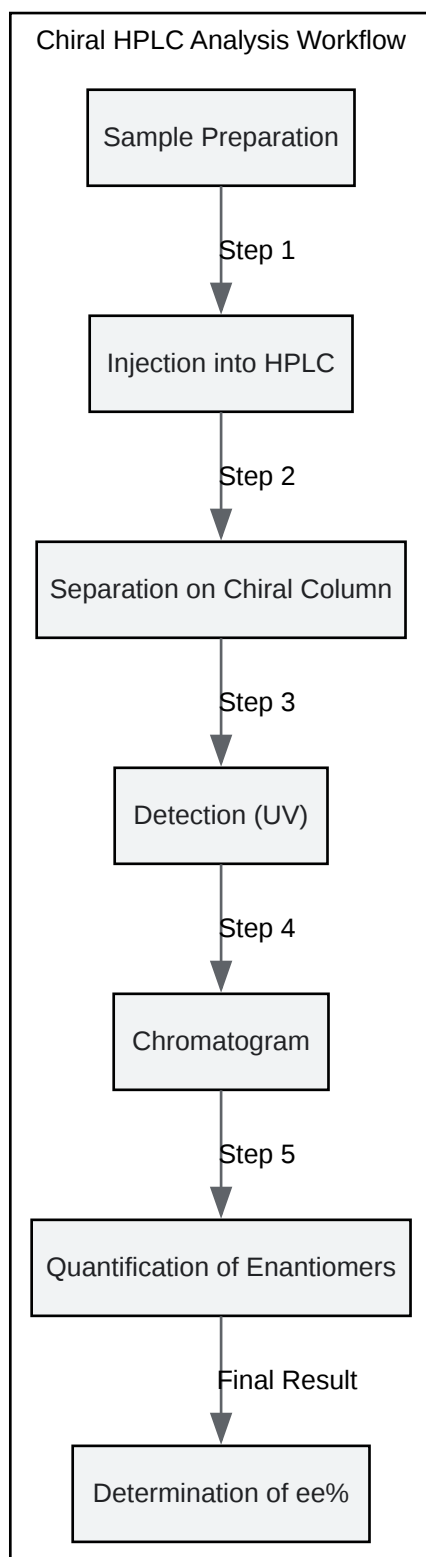 Chiral HPLC Analysis Workflow
Sample Preparation
Step 1
Injection into HPLC
Step 2
Separation on Chiral Column
Step 3
Detection (UV)
Step 4
Chromatogram
Step 5
Quantification of Enantiomers
Final Result
Determination of ee%